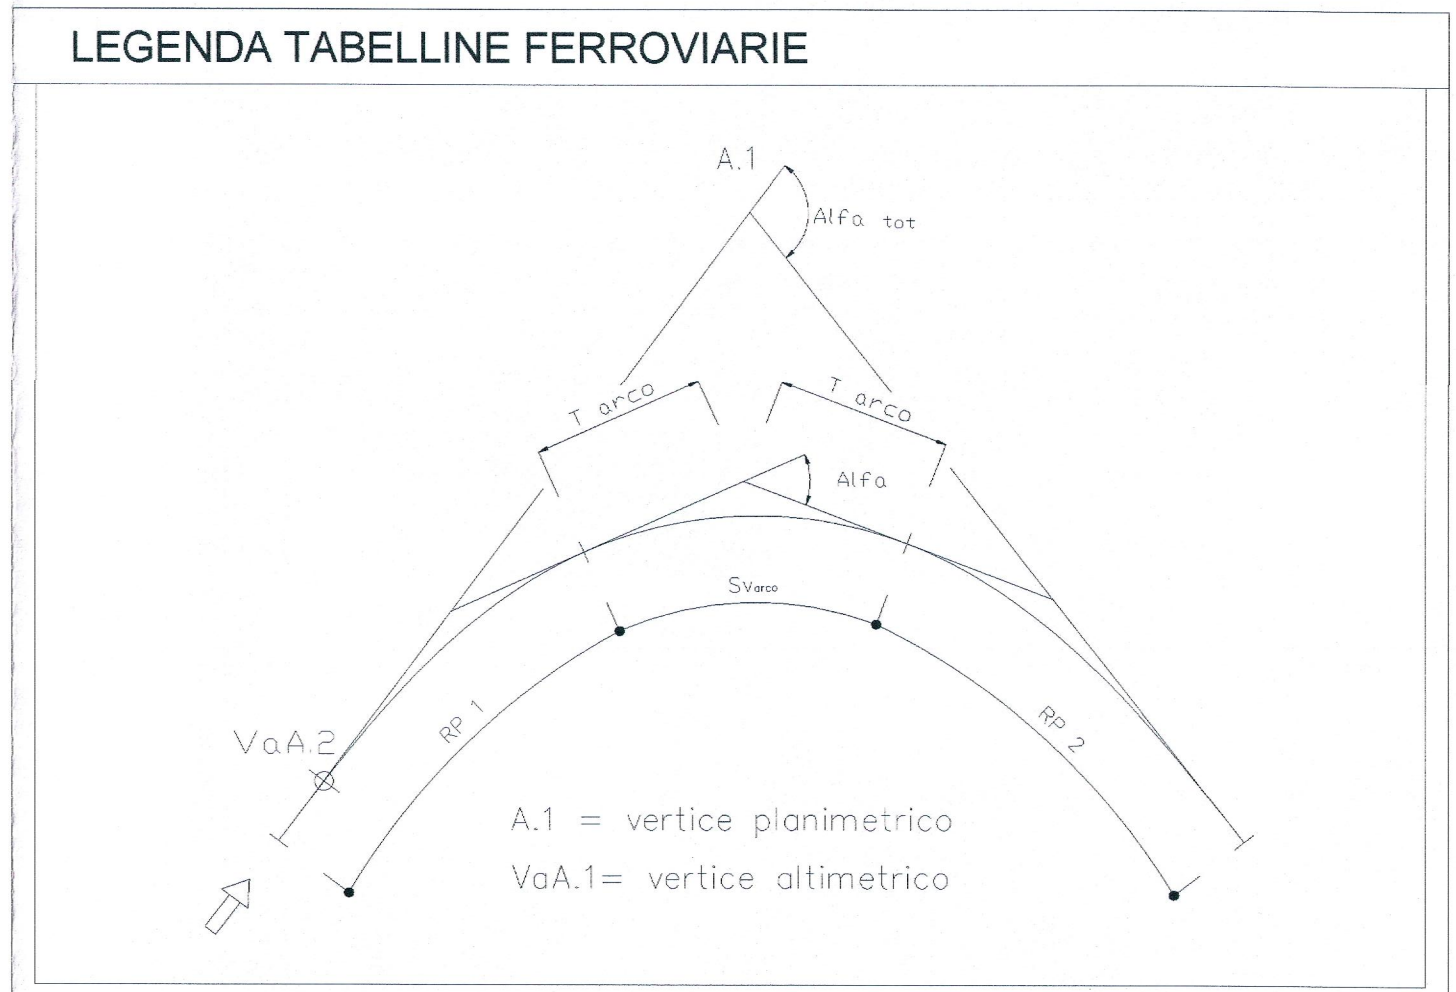 LEGENDA TABELLINE FERROVIARIE
A.1
Alfa tot
T arco
T arco
Alfa
Svarco
RP 1
RP 2
VaA.2
A.1 = vertice planimetrico
VaA.1= vertice altimetrico